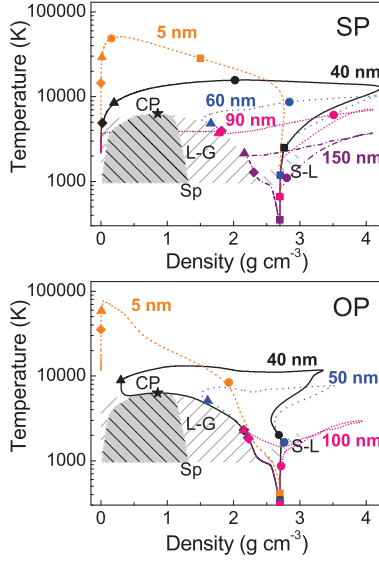 SP
100000
5 nm
40 nm
10000
CP
60 nm
90 nm
L-G
1000
Sp
S-L
150 nm
Temperature (K)
0 1 2 3 4
Density (g cm⁻³)
OP
100000
5 nm
40 nm
10000
CP
50 nm
L-G
100 nm
1000
Sp
S-L
Temperature (K)
0 1 2 3 4
Density (g cm⁻³)